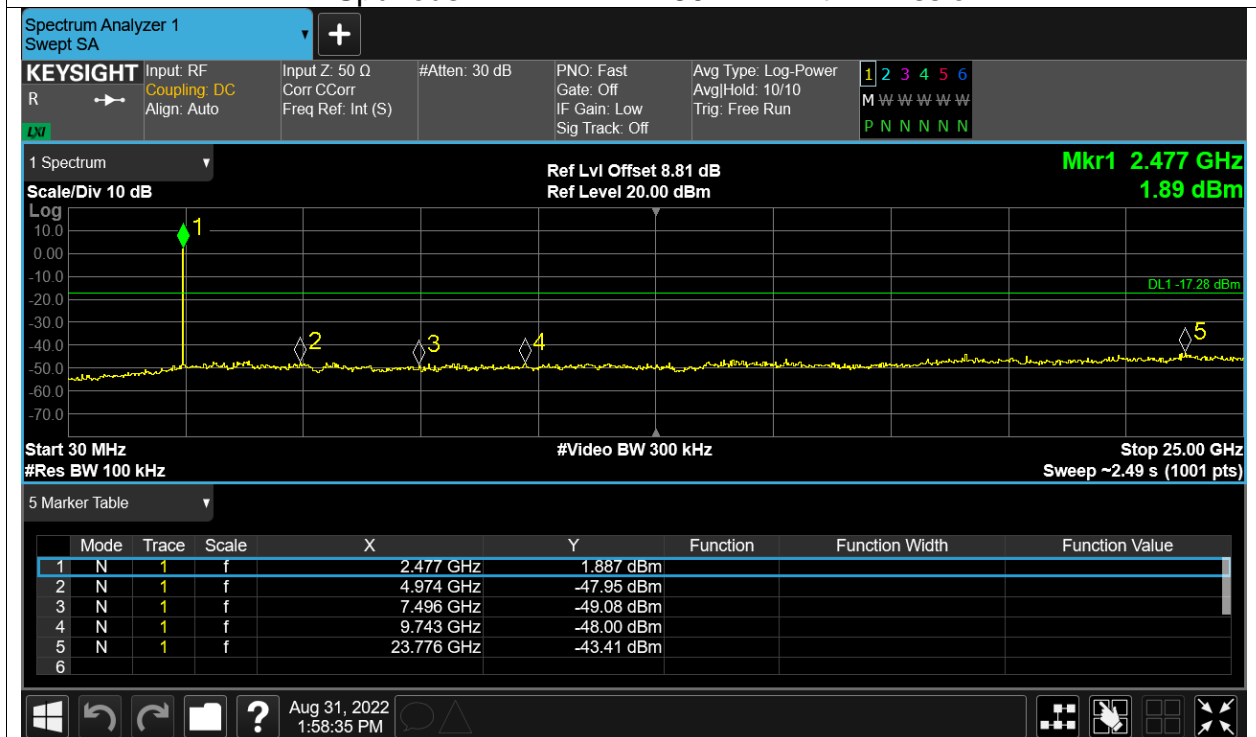 Spectrum Analyzer 1
Swept SA
+
KEYSIGHT
R
LXI
Input: RF
Coupling: DC
Align: Auto
Input Z: 50 Ω
Corr CCorr
Freq Ref: Int (S)
#Atten: 30 dB
PNO: Fast
Gate: Off
IF Gain: Low
Sig Track: Off
Avg Type: Log-Power
Avg|Hold: 10/10
Trig: Free Run
1 2 3 4 5 6
M W W W W W
P N N N N N
1 Spectrum
Scale/Div 10 dB
Ref Lvl Offset 8.81 dB
Ref Level 20.00 dBm
Mkr1 2.477 GHz
1.89 dBm
Log
10.0
0.00
-10.0
-20.0
-30.0
-40.0
-50.0
-60.0
-70.0
1
2
3
4
5
DL1 -17.28 dBm
Start 30 MHz
#Video BW 300 kHz
Stop 25.00 GHz
#Res BW 100 kHz
Sweep ~2.49 s (1001 pts)
5 Marker Table
Mode Trace Scale X Y Function Function Width Function Value
1 N 1 f 2.477 GHz 1.887 dBm
2 N 1 f 4.974 GHz -47.95 dBm
3 N 1 f 7.496 GHz -49.08 dBm
4 N 1 f 9.743 GHz -48.00 dBm
5 N 1 f 23.776 GHz -43.41 dBm
6
?
Aug 31, 2022
1:58:35 PM